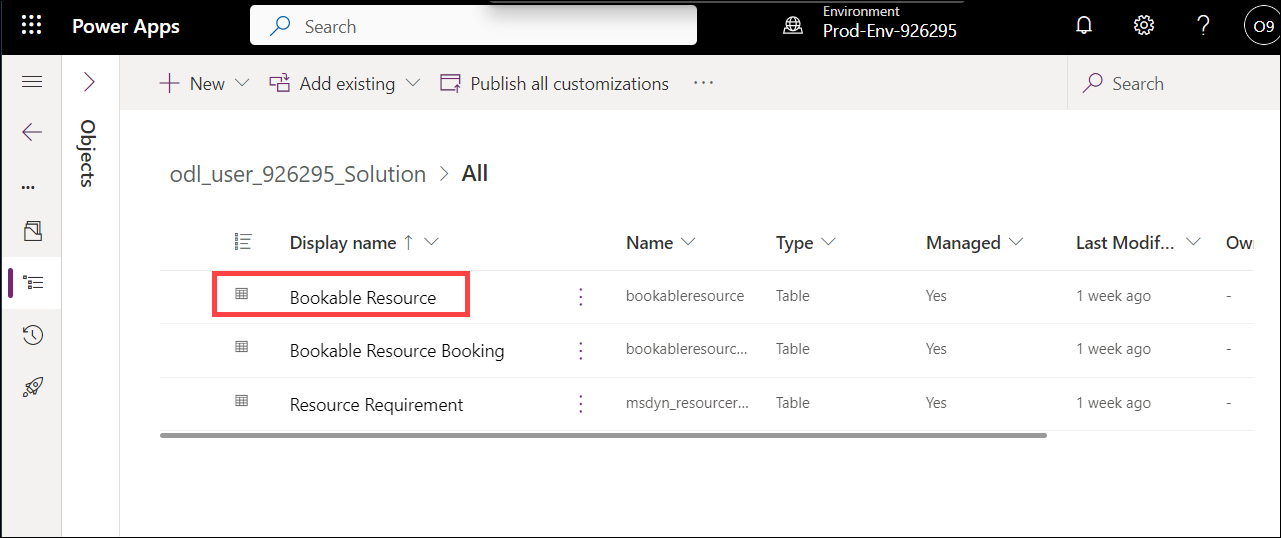 Power Apps
Search
Environment
Prod-Env-926295
?
O9
New
Add existing
Publish all customizations
...
Search
Objects
...
odl_user_926295_Solution > All
Display name ↑ Name Type Managed Last Modif... Ow
Bookable Resource bookableresource Table Yes 1 week ago -
Bookable Resource Booking bookableresourc... Table Yes 1 week ago -
Resource Requirement msdyn_resourcer... Table Yes 1 week ago -